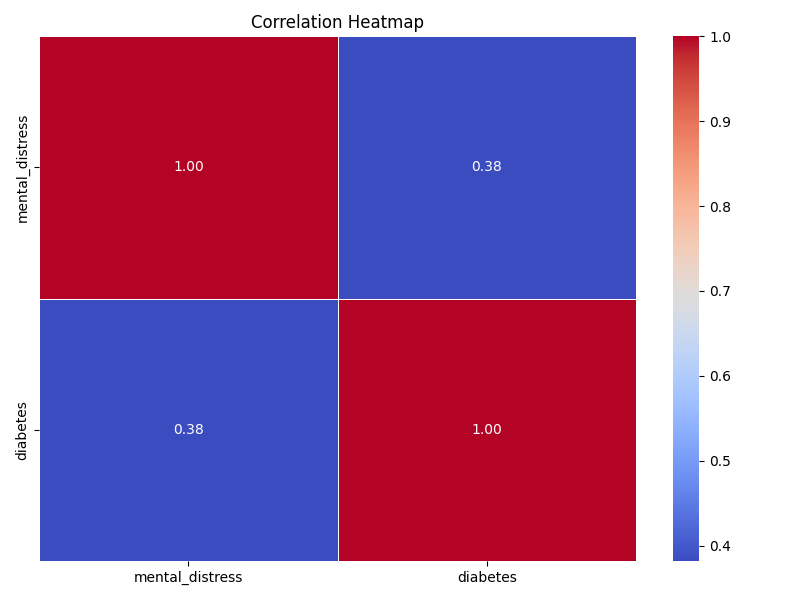 Correlation Heatmap
mental_distress
1.00
0.38
diabetes
0.38
1.00
mental_distress
diabetes
1.0
0.9
0.8
0.7
0.6
0.5
0.4